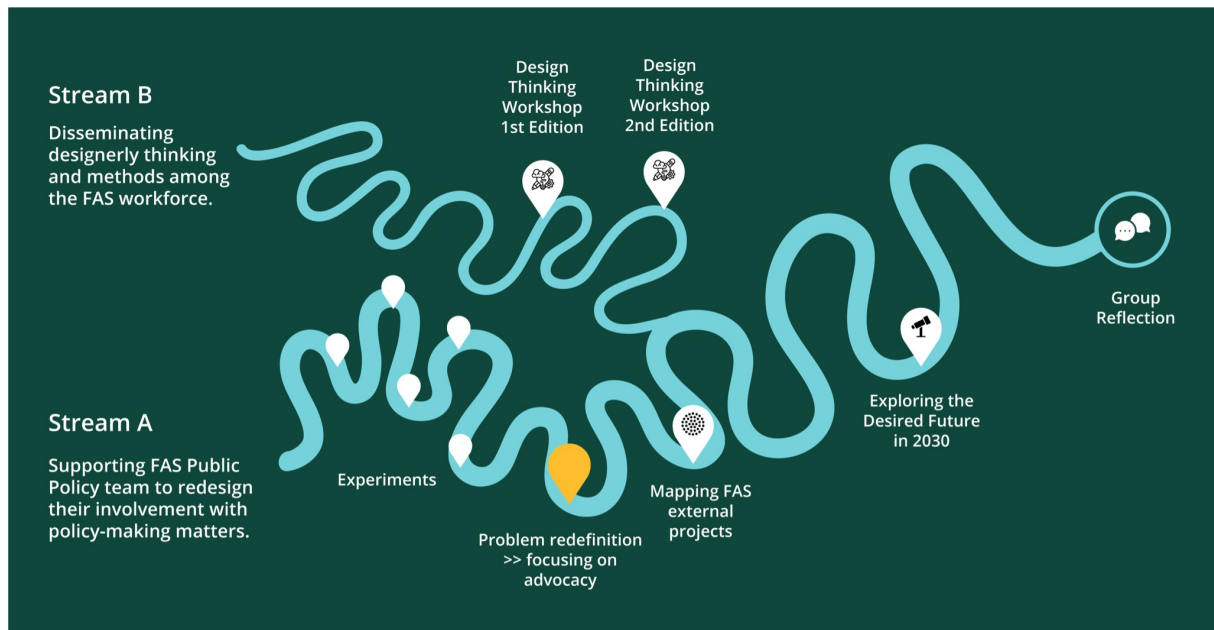 Stream B
Disseminating
designerly thinking
and methods among
the FAS workforce.
Design
Thinking
Workshop
1st Edition
Design
Thinking
Workshop
2nd Edition
Stream A
Supporting FAS Public
Policy team to redesign
their involvement with
policy-making matters.
Experiments
Problem redefinition
>> focusing on
advocacy
Mapping FAS
external
projects
Exploring the
Desired Future
in 2030
Group
Reflection